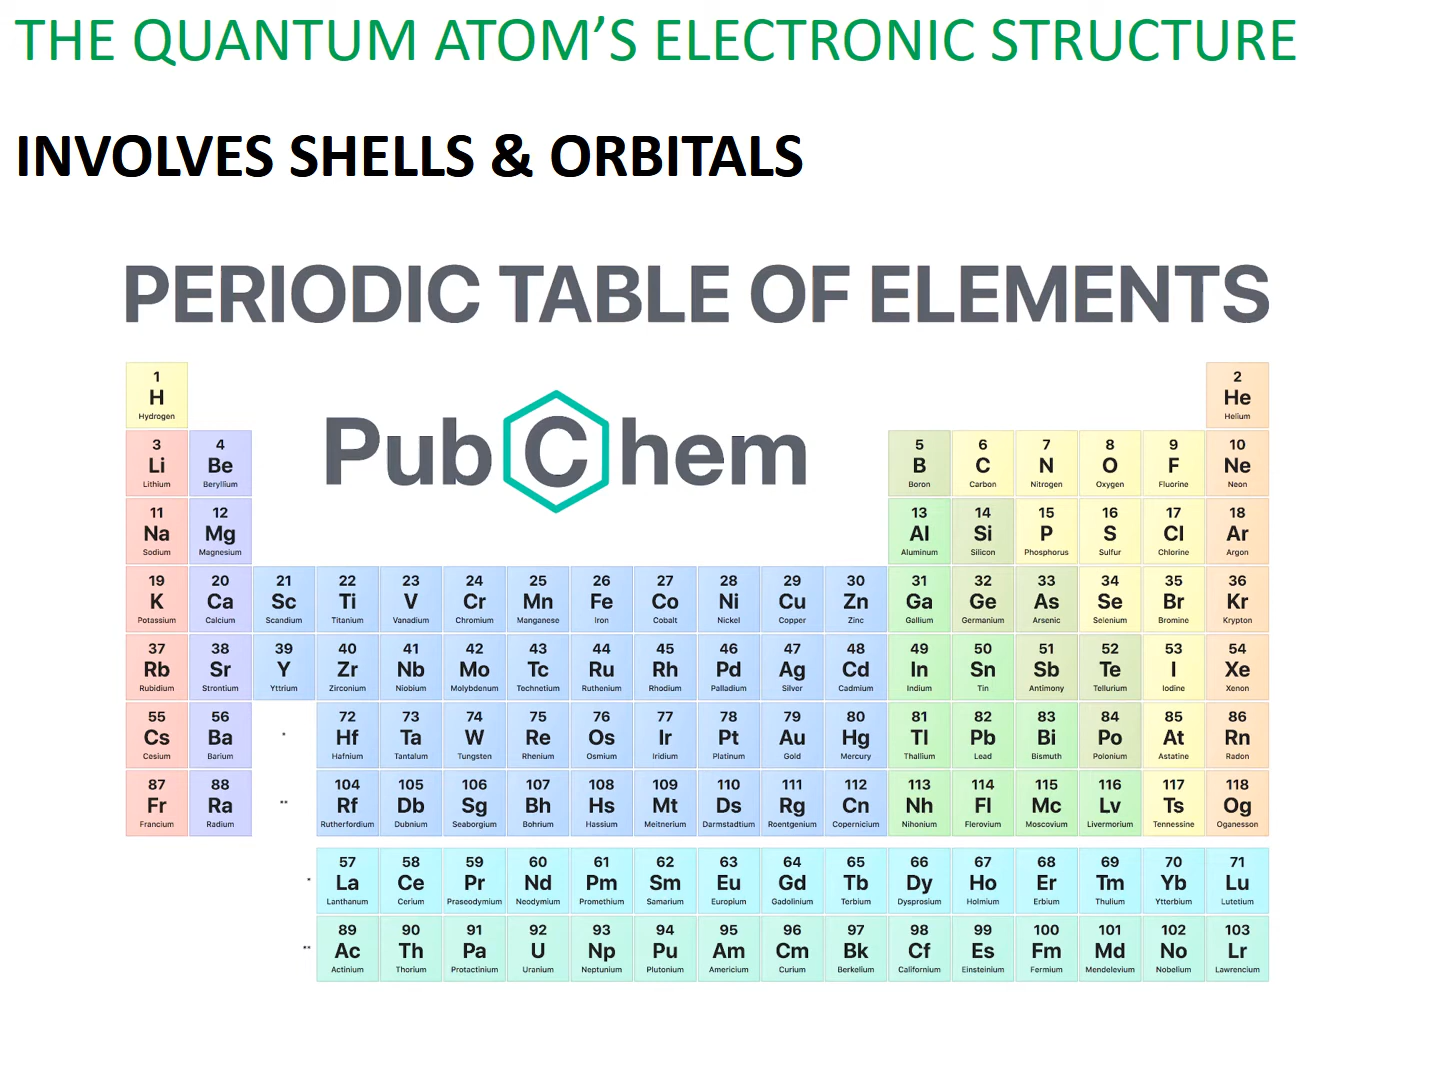 THE QUANTUM ATOM’S ELECTRONIC STRUCTURE
INVOLVES SHELLS & ORBITALS
PERIODIC TABLE OF ELEMENTS
PubChem
1 2
H He
Hydrogen Helium
3 4 5 6 7 8 9 10
Li Be B C N O F Ne
Lithium Beryllium Boron Carbon Nitrogen Oxygen Fluorine Neon
11 12 13 14 15 16 17 18
Na Mg Al Si P S Cl Ar
Sodium Magnesium Aluminum Silicon Phosphorus Sulfur Chlorine Argon
19 20 21 22 23 24 25 26 27 28 29 30 31 32 33 34 35 36
K Ca Sc Ti V Cr Mn Fe Co Ni Cu Zn Ga Ge As Se Br Kr
Potassium Calcium Scandium Titanium Vanadium Chromium Manganese Iron Cobalt Nickel Copper Zinc Gallium Germanium Arsenic Selenium Bromine Krypton
37 38 39 40 41 42 43 44 45 46 47 48 49 50 51 52 53 54
Rb Sr Y Zr Nb Mo Tc Ru Rh Pd Ag Cd In Sn Sb Te I Xe
Rubidium Strontium Yttrium Zirconium Niobium Molybdenum Technetium Ruthenium Rhodium Palladium Silver Cadmium Indium Tin Antimony Tellurium Iodine Xenon
55 56 72 73 74 75 76 77 78 79 80 81 82 83 84 85 86
Cs Ba * Hf Ta W Re Os Ir Pt Au Hg Tl Pb Bi Po At Rn
Cesium Barium Hafnium Tantalum Tungsten Rhenium Osmium Iridium Platinum Gold Mercury Thallium Lead Bismuth Polonium Astatine Radon
87 88 104 105 106 107 108 109 110 111 112 113 114 115 116 117 118
Fr Ra ** Rf Db Sg Bh Hs Mt Ds Rg Cn Nh Fl Mc Lv Ts Og
Francium Radium Rutherfordium Dubnium Seaborgium Bohrium Hassium Meitnerium Darmstadtium Roentgenium Copernicium Nihonium Flerovium Moscovium Livermorium Tennessine Oganesson
57 58 59 60 61 62 63 64 65 66 67 68 69 70 71
* La Ce Pr Nd Pm Sm Eu Gd Tb Dy Ho Er Tm Yb Lu
Lanthanum Cerium Praseodymium Neodymium Promethium Samarium Europium Gadolinium Terbium Dysprosium Holmium Erbium Thulium Ytterbium Lutetium
89 90 91 92 93 94 95 96 97 98 99 100 101 102 103
** Ac Th Pa U Np Pu Am Cm Bk Cf Es Fm Md No Lr
Actinium Thorium Protactinium Uranium Neptunium Plutonium Americium Curium Berkelium Californium Einsteinium Fermium Mendelevium Nobelium Lawrencium